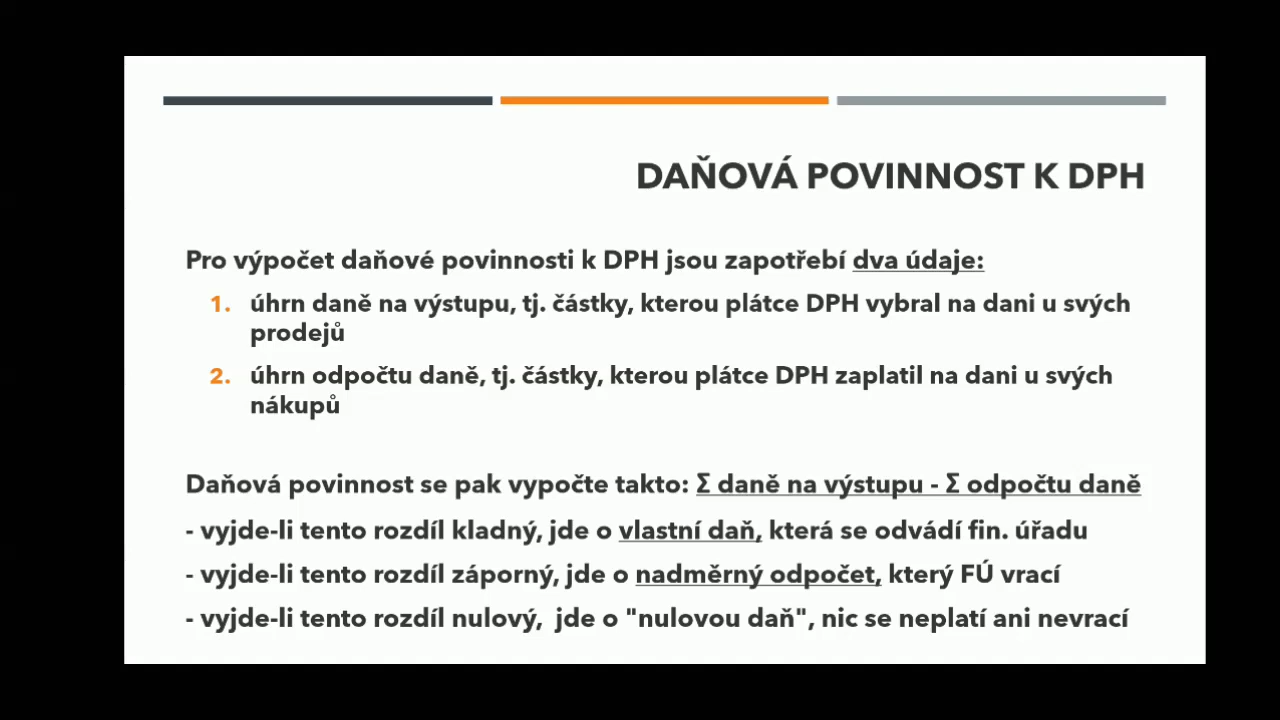 DAŇOVÁ POVINNOST K DPH
Pro výpočet daňové povinnosti k DPH jsou zapotřebí dva údaje:
1. úhrn daně na výstupu, tj. částky, kterou plátce DPH vybral na dani u svých
prodejů
2. úhrn odpočtu daně, tj. částky, kterou plátce DPH zaplatil na dani u svých
nákupů
Daňová povinnost se pak vypočte takto: Σ daně na výstupu - Σ odpočtu daně
- vyjde-li tento rozdíl kladný, jde o vlastní daň, která se odvádí fin. úřadu
- vyjde-li tento rozdíl záporný, jde o nadměrný odpočet, který FÚ vrací
- vyjde-li tento rozdíl nulový, jde o "nulovou daň", nic se neplatí ani nevrací